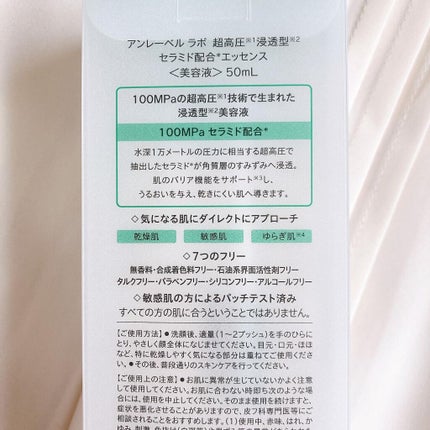 アンレーベル ラボ 超高圧※1浸透型※2
セラミド配合*エッセンス
＜美容液＞50mL
100MPaの超高圧※1技術で生まれた
浸透型※2美容液
100MPa セラミド配合*
水深1万メートルの圧力に相当する超高圧で
抽出したセラミド*が角質層のすみずみへ浸透。
肌のバリア機能をサポート※3し、
うるおいを与え、乾きにくい肌へ導きます。
◇気になる肌にダイレクトにアプローチ
乾燥肌 敏感肌 ゆらぎ肌※4
◇7つのフリー
無香料・合成着色料フリー・石油系界面活性剤フリー
タルクフリー・パラベンフリー・シリコンフリー・アルコールフリー
◇敏感肌の方によるパッチテスト済み
すべての方の肌に合うということではありません。
【ご使用方法】●洗顔後、適量（1～2プッシュ）を手のひらに
とり、やさしく顔全体になじませてください。目元・口元・ほほ
など、特に乾燥しやすく気になる部分は重ねてご使用くださ
い。●その後、普段通りのスキンケアを行ってください。
【ご使用上の注意】●お肌に異常が生じていないかよく注意
して使用してください。お肌に合わない時即ち次のような場合
には、使用を中止してください。そのまま使用を続けますと、
症状を悪化させることがありますので、皮フ科専門医等にご
相談されることをおすすめします。(1)使用中、赤味、はれ、か